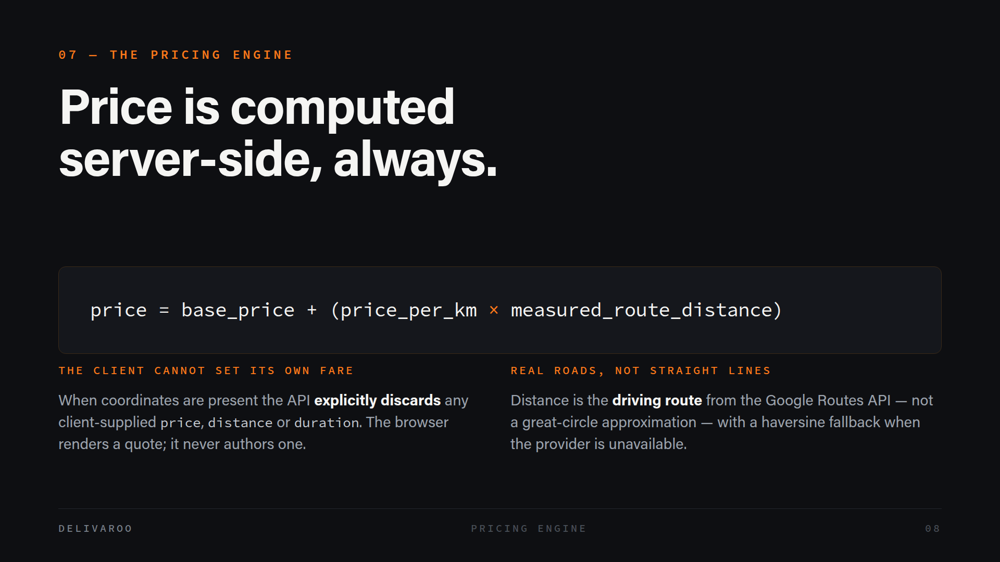 07 — THE PRICING ENGINE
Price is computed
server-side, always.
price = base_price + (price_per_km × measured_route_distance)
THE CLIENT CANNOT SET ITS OWN FARE
When coordinates are present the API explicitly discards any
client-supplied price, distance or duration. The browser
renders a quote; it never authors one.
REAL ROADS, NOT STRAIGHT LINES
Distance is the driving route from the Google Routes API — not
a great-circle approximation — with a haversine fallback when
the provider is unavailable.
DELIVAROO
PRICING ENGINE
08